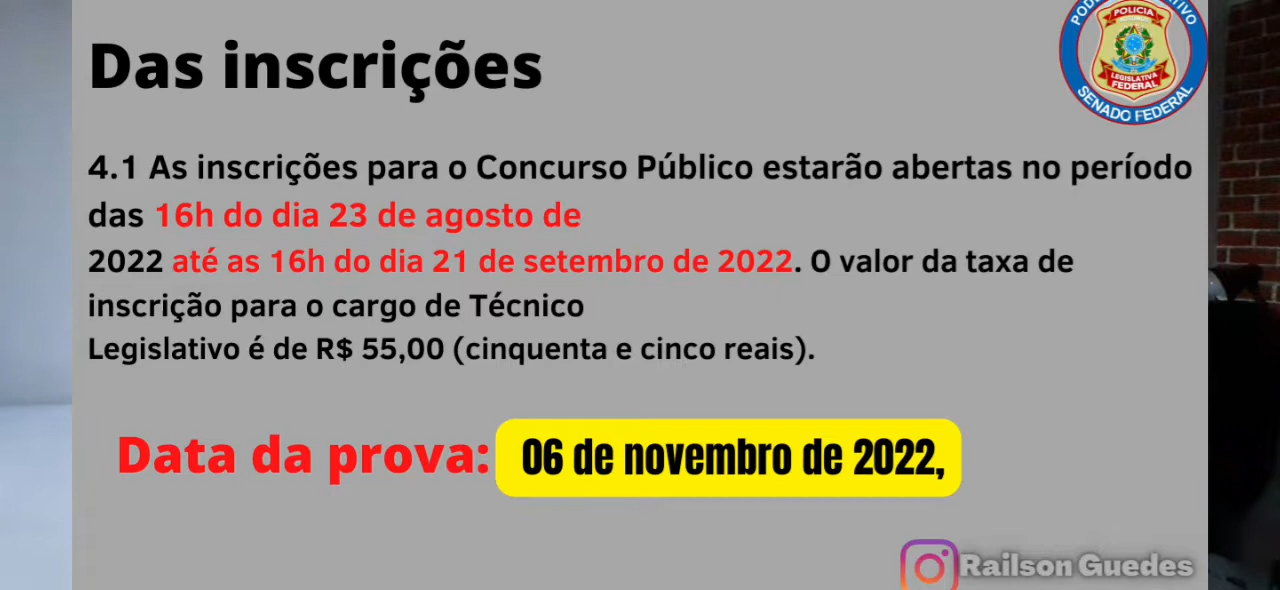 Das inscrições
POLICIA
LEGISLATIVA
FEDERAL
SENADO FEDERAL
4.1 As inscrições para o Concurso Público estarão abertas no período
das 16h do dia 23 de agosto de
2022 até as 16h do dia 21 de setembro de 2022. O valor da taxa de
inscrição para o cargo de Técnico
Legislativo é de R$ 55,00 (cinquenta e cinco reais).
Data da prova: 06 de novembro de 2022,
Railson Guedes